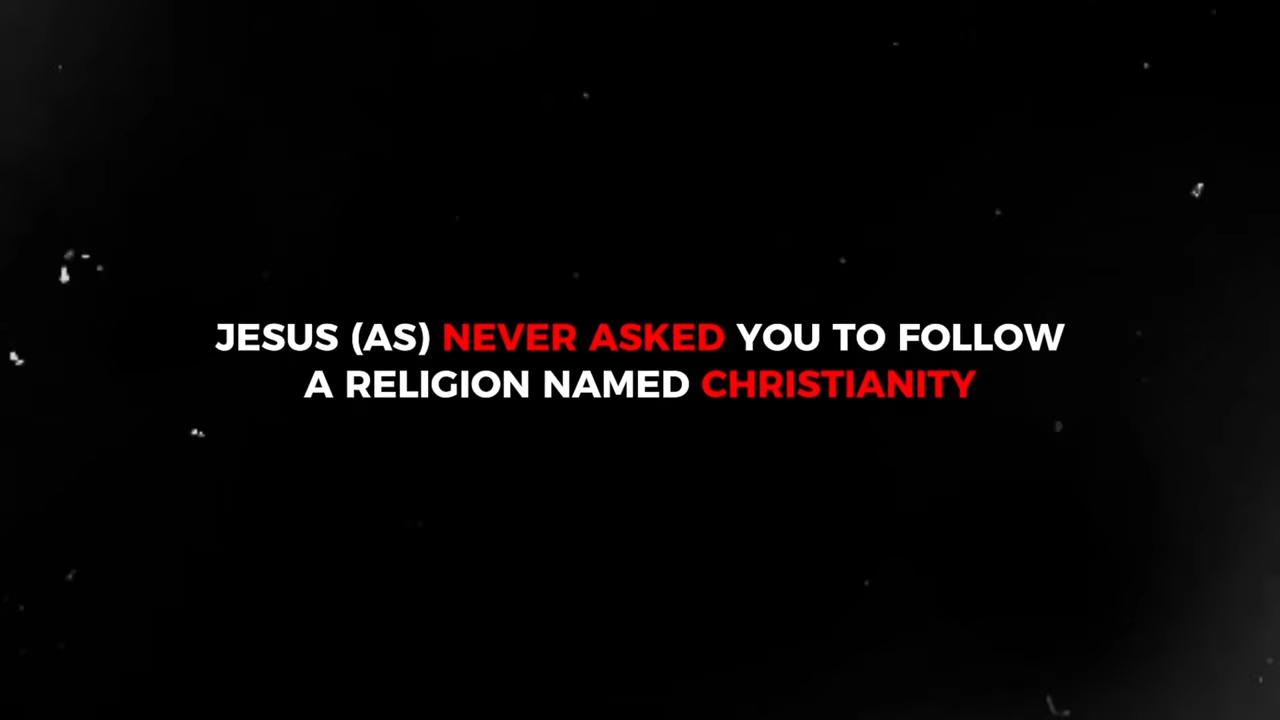 JESUS (AS) NEVER ASKED YOU TO FOLLOW
A RELIGION NAMED CHRISTIANITY